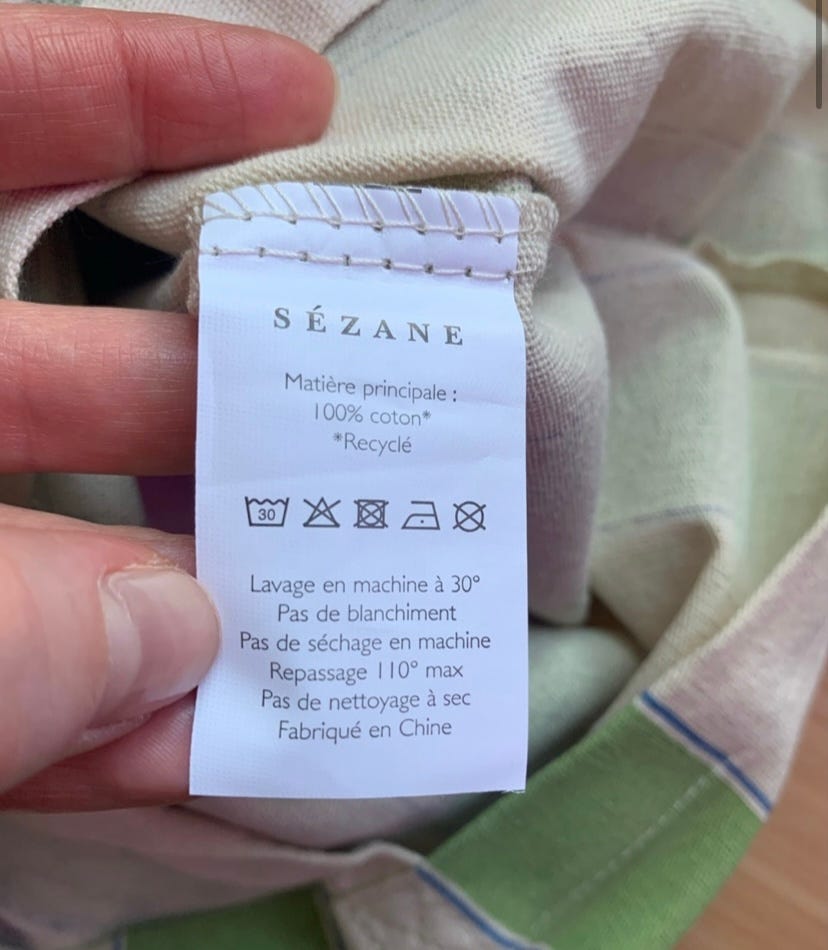 SÉZANE
Matière principale :
100% coton*
*Recyclé
30
Lavage en machine à 30°
Pas de blanchiment
Pas de séchage en machine
Repassage 110° max
Pas de nettoyage à sec
Fabriqué en Chine